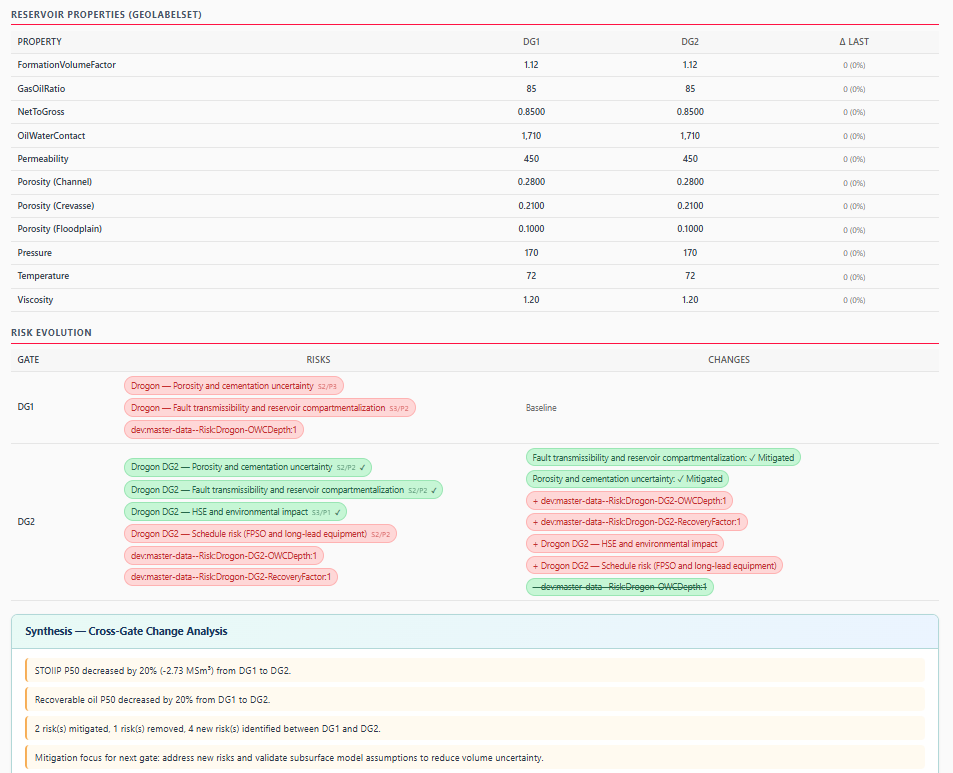 RESERVOIR PROPERTIES (GEOLABELSET)
PROPERTY DG1 DG2 Δ LAST
FormationVolumeFactor 1.12 1.12 0 (0%)
GasOilRatio 85 85 0 (0%)
NetToGross 0.8500 0.8500 0 (0%)
OilWaterContact 1,710 1,710 0 (0%)
Permeability 450 450 0 (0%)
Porosity (Channel) 0.2800 0.2800 0 (0%)
Porosity (Crevasse) 0.2100 0.2100 0 (0%)
Porosity (Floodplain) 0.1000 0.1000 0 (0%)
Pressure 170 170 0 (0%)
Temperature 72 72 0 (0%)
Viscosity 1.20 1.20 0 (0%)
RISK EVOLUTION
GATE RISKS CHANGES
DG1
Drogon — Porosity and cementation uncertainty S2/P3
Drogon — Fault transmissibility and reservoir compartmentalization S3/P2
dev:master-data--Risk:Drogon-OWCDepth:1
Baseline
DG2
Drogon DG2 — Porosity and cementation uncertainty S2/P2 ✓
Drogon DG2 — Fault transmissibility and reservoir compartmentalization S2/P2 ✓
Drogon DG2 — HSE and environmental impact S3/P1 ✓
Drogon DG2 — Schedule risk (FPSO and long-lead equipment) S2/P2
dev:master-data--Risk:Drogon-DG2-OWCDepth:1
dev:master-data--Risk:Drogon-DG2-RecoveryFactor:1
Fault transmissibility and reservoir compartmentalization: ✓ Mitigated
Porosity and cementation uncertainty: ✓ Mitigated
+ dev:master-data--Risk:Drogon-DG2-OWCDepth:1
+ dev:master-data--Risk:Drogon-DG2-RecoveryFactor:1
+ Drogon DG2 — HSE and environmental impact
+ Drogon DG2 — Schedule risk (FPSO and long-lead equipment)
− dev:master-data--Risk:Drogon-OWCDepth:1
Synthesis — Cross-Gate Change Analysis
STOIIP P50 decreased by 20% (-2.73 MSm³) from DG1 to DG2.
Recoverable oil P50 decreased by 20% from DG1 to DG2.
2 risk(s) mitigated, 1 risk(s) removed, 4 new risk(s) identified between DG1 and DG2.
Mitigation focus for next gate: address new risks and validate subsurface model assumptions to reduce volume uncertainty.